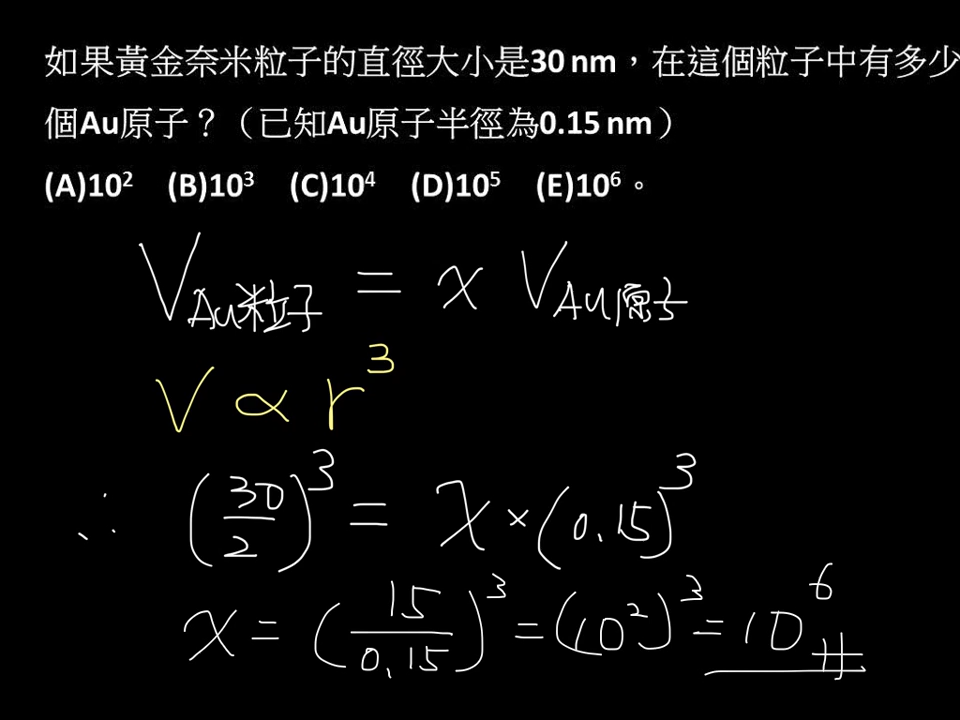 如果黃金奈米粒子的直徑大小是30 nm，在這個粒子中有多少
個Au原子？（已知Au原子半徑為0.15 nm）
(A)10² (B)10³ (C)10⁴ (D)10⁵ (E)10⁶。
V_Au粒子 = x V_Au原子
V ∝ r³
∴ (30/2)³ = x × (0.15)³
x = (15/0.15)³ = (10²)³ = 10⁶ #